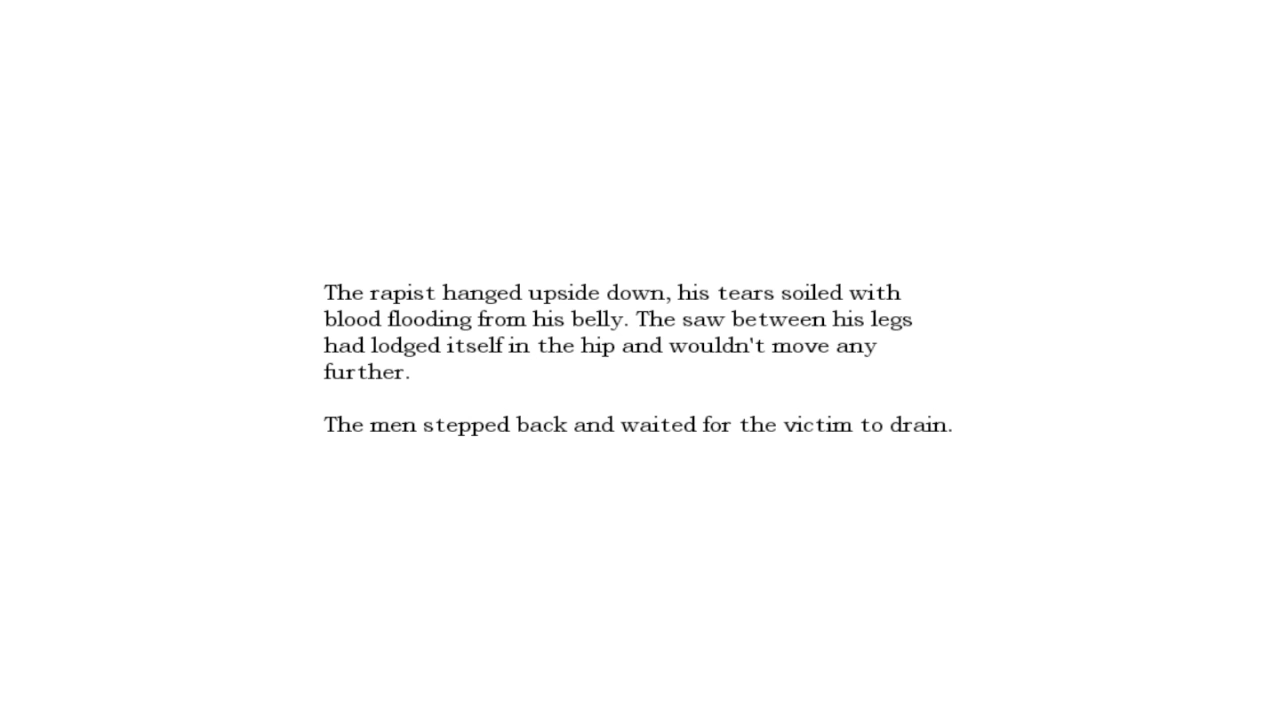 The rapist hanged upside down, his tears soiled with
blood flooding from his belly. The saw between his legs
had lodged itself in the hip and wouldn't move any
further.
The men stepped back and waited for the victim to drain.